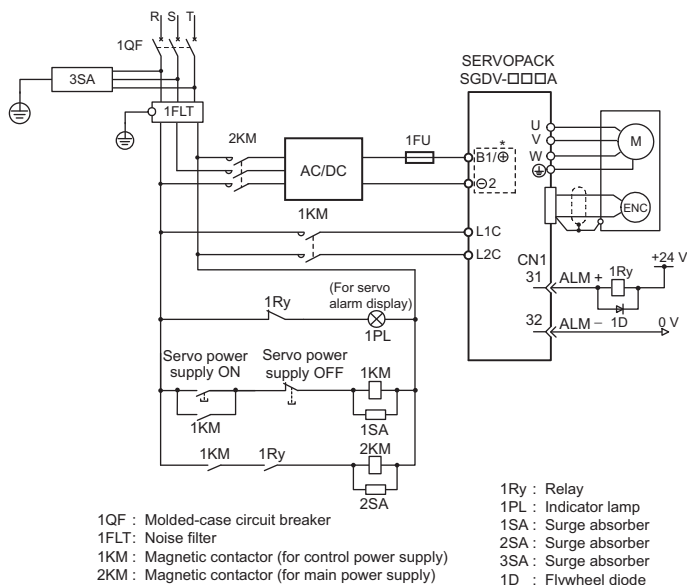 R S T
1QF
3SA
1FLT
2KM
AC/DC
1FU
SERVOPACK
SGDV-□□□A
*
B1/⊕
⊖2
U
V
W
M
ENC
1KM
L1C
L2C
CN1
31
ALM +
1Ry
+24 V
32
ALM –
1D
0 V
1Ry
(For servo
alarm display)
1PL
Servo power
supply ON
Servo power
supply OFF
1KM
1KM
1SA
1KM
1Ry
2KM
2SA
1QF : Molded-case circuit breaker
1FLT: Noise filter
1KM : Magnetic contactor (for control power supply)
2KM : Magnetic contactor (for main power supply)
1Ry : Relay
1PL : Indicator lamp
1SA : Surge absorber
2SA : Surge absorber
3SA : Surge absorber
1D : Flywheel diode